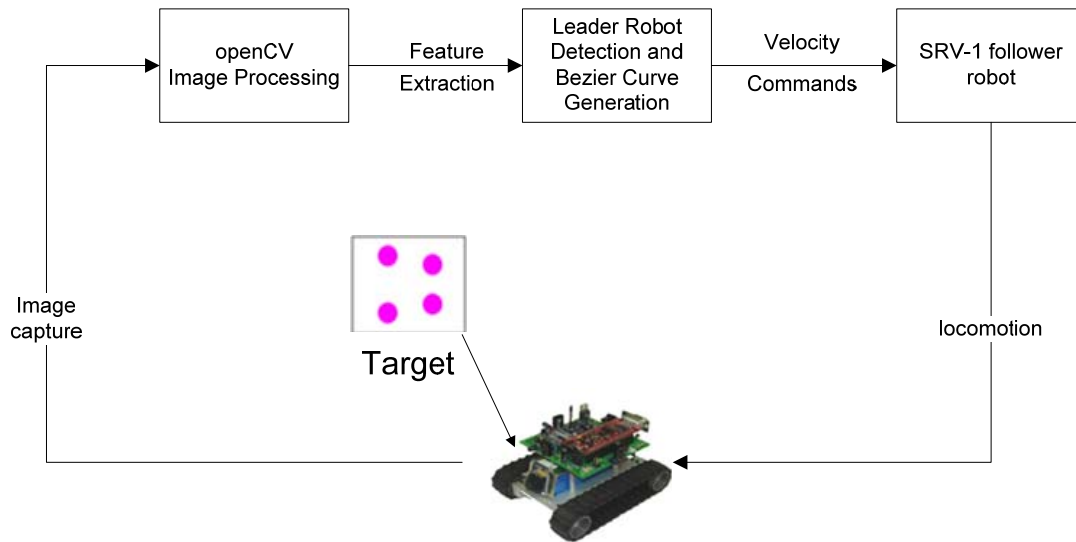 openCV
Image Processing
Feature
Extraction
Leader Robot
Detection and
Bezier Curve
Generation
Velocity
Commands
SRV-1 follower
robot
Image
capture
Target
locomotion